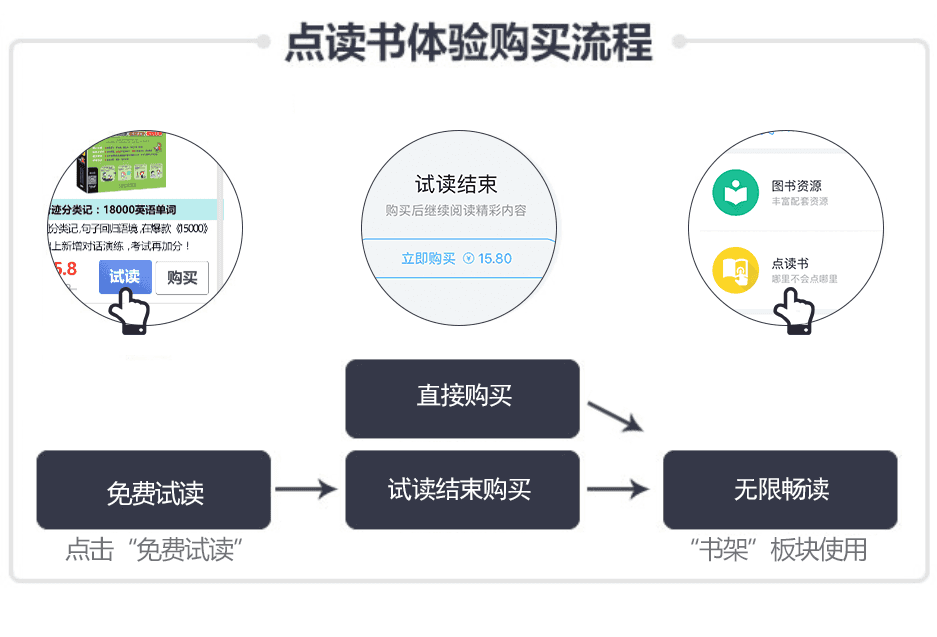 点读书体验购买流程
迹分类记：18000英语单词
分类记,句子回归语境,在爆款《15000》
上新增对话演练,考试再加分！
5.8
试读
购买
试读结束
购买后继续阅读精彩内容
立即购买 ¥ 15.80
图书资源
丰富配套资源
点读书
哪里不会点哪里
直接购买
免费试读
试读结束购买
无限畅读
点击“免费试读”
“书架”板块使用